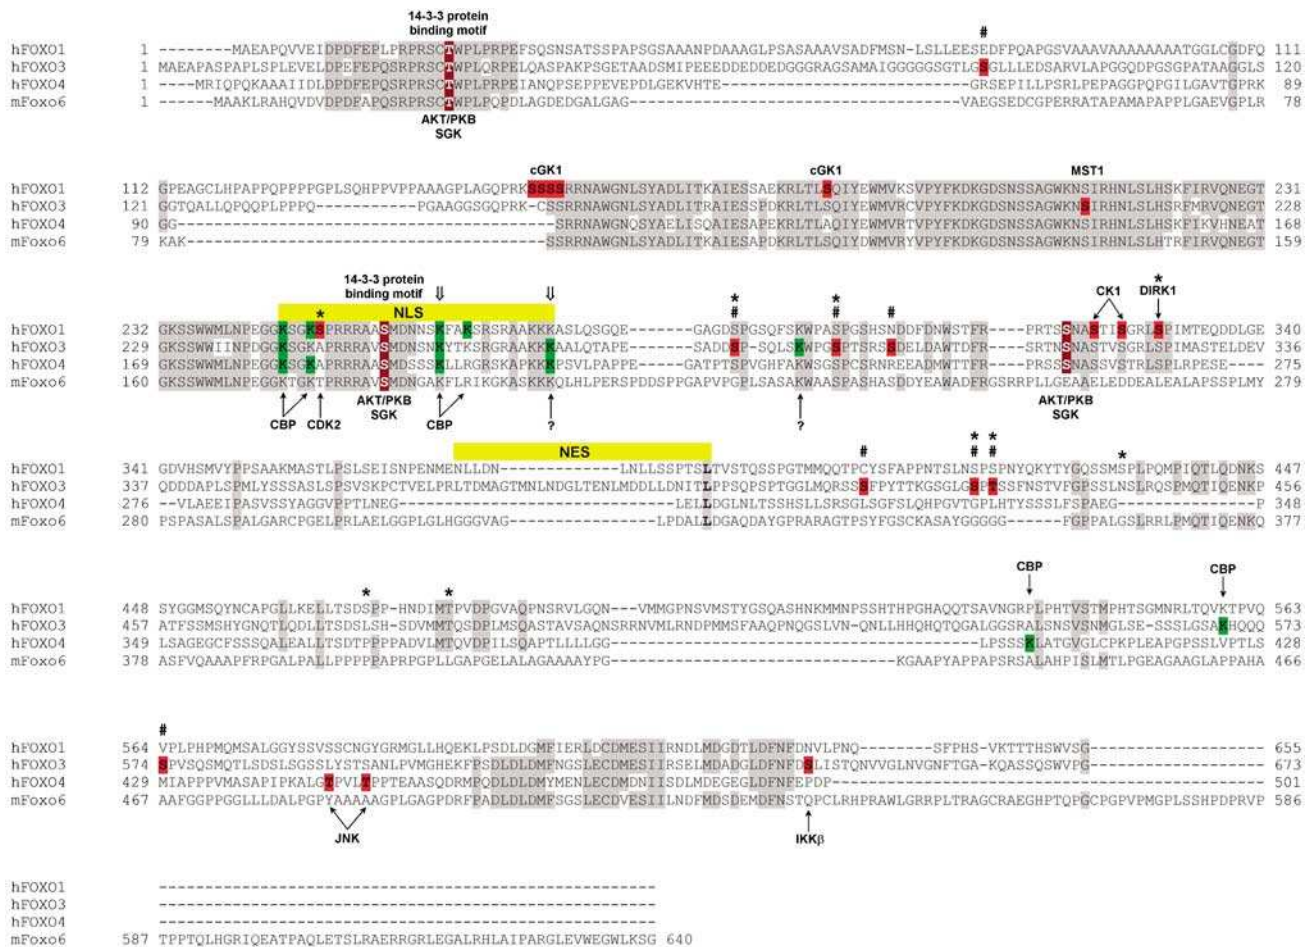 14-3-3 protein
binding motif
#
hFOXO1 1 -------MAEAPQVVEIDPDFEPLPRPRSCTWPLPRPEFSQSNSATSSPAPSGSAAANPDAAAGLPSASAAAVSADFMSN-LSLLEESEDFPQAPGSVAAAVAAAAAAAATGGLCGDFQ 111
hFOXO3 1 MAEAPASPAPLSPLEVELDPEFEPQSRPRSCTWPLQRPELQASPAKPSGETAADSMIPEEEDDEDDEDGGGRAGSAMAIGGGGGSGTLGSGLLLEDSARVLAPGGQDPGSGPATAAGGLS 120
hFOXO4 1 ----MRIQPQKAAAIIDLDPDFEPQSRPRSCTWPLPRPEIANQPSEPPEVEPDLGEKVHTE---------------------------GRSEPILLPSRLPEPAGGPQPGILGAVTGPRK 89
mFoxo6 1 ------MAAKLRAHQVDVDPDFAPQSRPRSCTWPLPQPDLAGDEDGALGAG------------------------------------VAEGSEDCGPERRATAPAMAPAPPLGAEVGPLR 78
AKT/PKB
SGK
cGK1 cGK1 MST1
hFOXO1 112 GPEAGCLHPAPPQPPPPGPLSQHPPVPPAAAGPLAGQPRKSSSSRRNAWGNLSYADLITKAIESSAEKRLTLSQIYEWMVKSVPYFKDKGDSNSSAGWKNSIRHNLSLHSKFIRVQNEGT 231
hFOXO3 121 GGTQALLQPQQPLPPPQ------------PGAAGGSGQPRK-CSSRRNAWGNLSYADLITRAIESSPDKRLTLSQIYEWMVRCVPYFKDKGDSNSSAGWKNSIRHNLSLHSRFMRVQNEGT 228
hFOXO4 90 GG-----------------------------------------SRRNAWGNQSYAELISQAIESAPEKRLTLAQIYEWMVRTVPYFKDKGDSNSSAGWKNSIRHNLSLHSKFIKVHNEAT 168
mFoxo6 79 KAK---------------------------------------SSRRNAWGNLSYADLITKAIESAPDKRLTLSQIYDWMVRYVPYFKDKGDSNSSAGWKNSIRHNLSLHTRFIRVQNEGT 159
14-3-3 protein
binding motif ⇓ ⇓
NLS
* * # * # # CK1 * DIRK1
hFOXO1 232 GKSSWWMLNPEGGKSGKSPRRRAASMDNNSKFAKSRSRAAKKKASLQSGQE--------GAGDSPGSQFSKWPASPGSHSNDDFDNWSTFR-----PRTSSNASTISGRLSPIMTEQDDLGE 340
hFOXO3 229 GKSSWWIINPDGGKSGKAPRRRAVSMDNSNKYTKSRGRAAKKKAALQTAPE--------SADDSP-SQLSKWPGSPTSRSSDELDAWTDFR-----SRTNSNASTVSGRLSPIMASTELDEV 336
hFOXO4 169 GKSSWWMLNPEGGKSGKAPRRRAASMDSSSKLLRGRSKAPKKKPSVLPAPPE-------GATPTSPVGHFAKWSGSPCSRNREEADMWTTFR-----PRSSSNASSVSTRLSPLRPESE--- 275
mFoxo6 160 GKSSWWMLNPEGGKTGKTPRRRAVSMDNGAKFLRIKGKASKKKQLHLPERSPDDSPPGAPVPGPLSASAKWAASPASHASDDYEAWADFRGSRRPLLGEAAELEDDEALEALAPSSPLMY 279
CBP CDK2 AKT/PKB
SGK CBP ? ? AKT/PKB
SGK
NES
# * # * # *
hFOXO1 341 GDVHSMVYPPSAAKMASTLPSLSEISNPENMENLLDN------------LNLLSSPTSLTVSTQSSPGTMMQQTPCYSFAPPNTSLNSPSPNYQKYTYGQSSMSPLPQMPIQTLQDNKS 447
hFOXO3 337 QDDDAPLSPMLYSSSASLSPSVSKPCTVELPRLTDMAGTMNLNDGLTENLMDDLLDNITLPPSQPSPTGGLMQRSSSFPYTTKGSGLGSPTSSFNSTVFGPSSLNSLRQSPMQTIQENKP 456
hFOXO4 276 -VLAEEIPASVSSYAGGVPPTLNEG------------------------LELLDGLNLTSSHSLLSRSGLSGFSLQHPGVTGPLHTYSSSLFSPAEG---------------P 348
mFoxo6 280 PSPASALSPALGARCPGELPRLAELGGPLGLHGGGVAG-----------LPDALLDGAQDAYGPRARAGTPSYFGSCKASAYGGGGG------FGPPALGSLRRLPMQTIQENKQ 377
* * CBP CBP
hFOXO1 448 SYGGMSQYNCAPGLLKELLTSDSPP-HNDIMTPVDPGVAQPNSRVLGQN----VMMGPNSVMSTYGSQASHNKMMNPSSHTHPGHAQQTSAVNGRPLPHTVSTMPHTSGMNRLTQVKTPVQ 563
hFOXO3 457 ATFSSMSHYGNQTLQDLLTSDSLSH-SDVMMTQSDPLMSQASTAVSAQNSRRNVMLRNDPMMSFAAQPNQGSLVN-QNLLHHQHQTQGALGGSRALSNSVSNMGLSE-SSSLGSAKHQQQ 573
hFOXO4 349 LSAGEGCFSSSQALEALLTSDTPPPPADVLMTQVDPILSQAPTLLLLGG-----------------------------LPSSSKLATGVGLCPKPLEAPGPSSLVPTLS 428
mFoxo6 378 ASFVQAAAPFRPGALPALLPPPPPAPRPGPLLGAPGELALAGAAAAYPG----------------------------KGAAPYAPPAPSRSALAHPISLMTLPGEAGAAGLAPPAHA 466
#
hFOXO1 564 VPLPHPMQMSALGGYSSVSSCNGYGRMGLLHQEKLPSDLDGMFIERLDCDMESIIRNDLMDGDTLDFNFDNVLPNQ---------SFPHS-VKTTTHSWVSG------------------- 655
hFOXO3 574 SPVSQSMQTLSDSLSGSSLYSTSANLPVMGHEKFPSDLDLDMFNGSLECDMESIIRSELMDADGLDFNFDSLISTQNVVGLNVGNFTGA-KQASSQSWVPG------------------- 673
hFOXO4 429 MIAPPPVMASAPIPKALGTPVLTPPTEAASQDRMPQDLDLDMYMENLECDMDNIISDLMDEGEGLDFNFEPDP----------------------------------------------- 501
mFoxo6 467 AAFGGPPGGLLLDALPGPYAAAAAGPLGAGPDRFPADLDLDMFSGSLECDVESIILNDFMDSDEMDFNSTQPCLRHPRAWLGRRPLTRAGCRAEGHPTQPGCPGPVPMGPLSSHPDPRVP 586
JNK IKKβ
hFOXO1 ------------------------------------------------------
hFOXO3 ------------------------------------------------------
hFOXO4 ------------------------------------------------------
mFoxo6 587 TPPTQLHGRIQEATPAQLETSLRAERRGRLEGALRHLAIPARGLEVWEGWLKSG 640